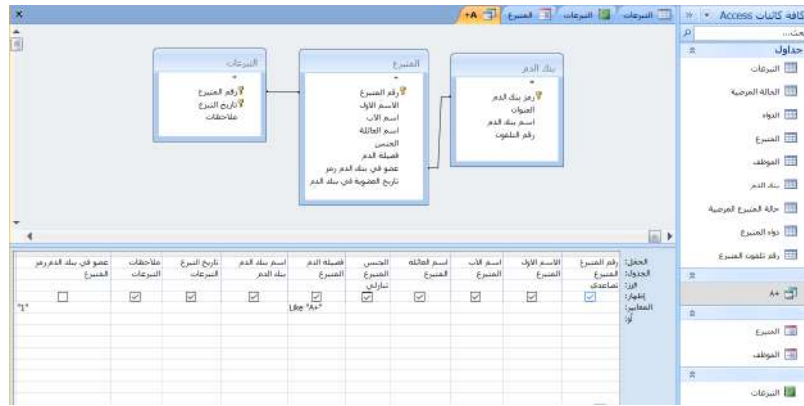 كافة كائنات Access
التبرعات
التبرعات
المتبرع
A+
جداول
التبرعات
الحالة المرضية
الدواء
المتبرع
الموظف
بنك الدم
حالة المتبرع المرضية
دواء المتبرع
رقم تلفون المتبرع
A+
المتبرع
الموظف
التبرعات
بنك الدم
*
رمز بنك الدم
العنوان
اسم بنك الدم
رقم التلفون
المتبرع
*
رقم المتبرع
الاسم الاول
اسم الاب
اسم العائلة
الجنس
فصيلة الدم
عضو في بنك الدم رمز
تاريخ العضوية في بنك الدم
التبرعات
*
رقم المتبرع
تاريخ التبرع
ملاحظات
الحقل: رقم المتبرع الاسم الاول اسم الاب اسم العائلة الجنس فصيلة الدم اسم بنك الدم تاريخ التبرع ملاحظات عضو في بنك الدم رمز
الجدول: المتبرع المتبرع المتبرع المتبرع المتبرع المتبرع بنك الدم التبرعات التبرعات المتبرع
فرز: تصاعدي تنازلي
إظهار:
المعايير: Like "A+" "1"
أو: